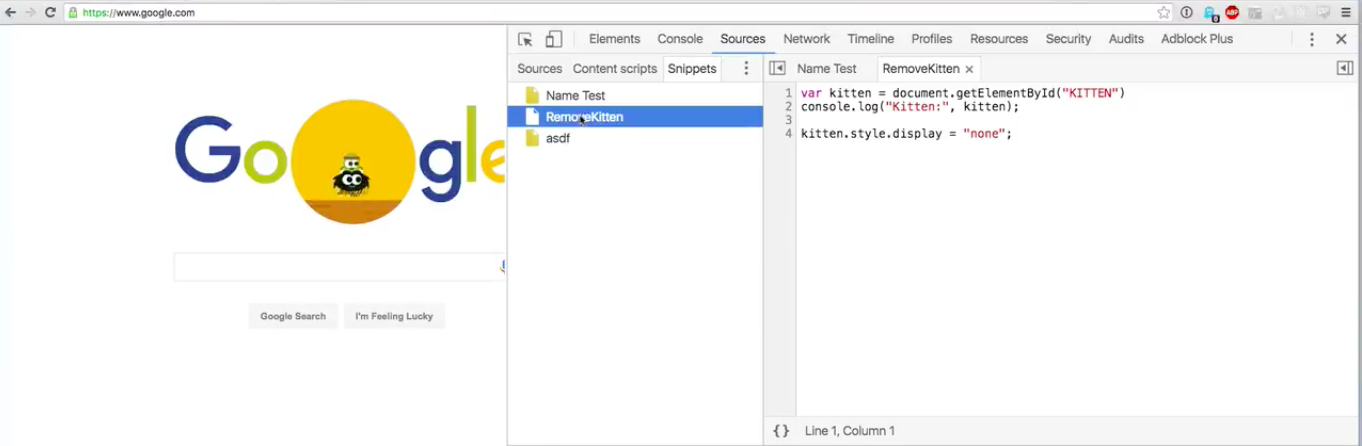 https://www.google.com
Google
Google Search
I'm Feeling Lucky
Elements Console Sources Network Timeline Profiles Resources Security Audits Adblock Plus
Sources Content scripts Snippets
Name Test
RemoveKitten
asdf
Name Test RemoveKitten ×
1 var kitten = document.getElementById("KITTEN")
2 console.log("Kitten:", kitten);
3
4 kitten.style.display = "none";
{} Line 1, Column 1